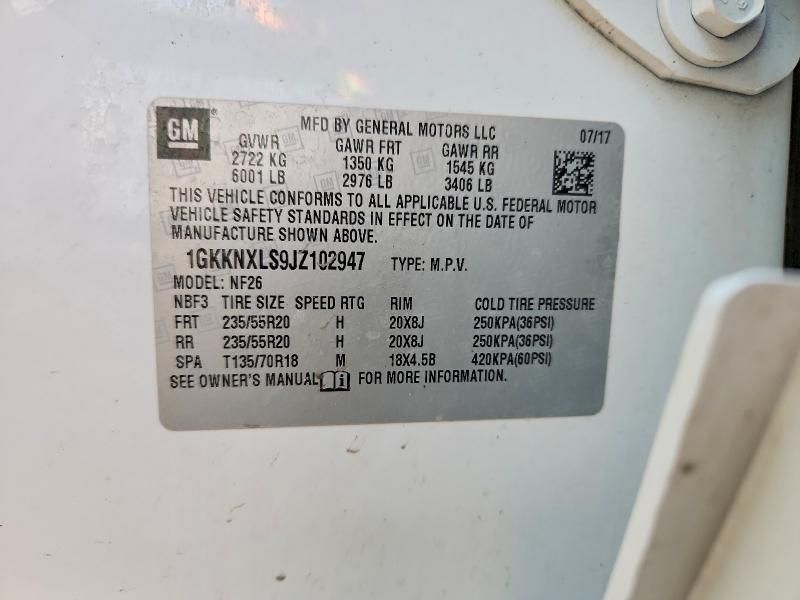 GM
MFD BY GENERAL MOTORS LLC 07/17
GVWR GAWR FRT GAWR RR
2722 KG 1350 KG 1545 KG
6001 LB 2976 LB 3406 LB
THIS VEHICLE CONFORMS TO ALL APPLICABLE U.S. FEDERAL MOTOR
VEHICLE SAFETY STANDARDS IN EFFECT ON THE DATE OF
MANUFACTURE SHOWN ABOVE.
1GKKNXLS9JZ102947 TYPE: M.P.V.
MODEL: NF26
NBF3 TIRE SIZE SPEED RTG RIM COLD TIRE PRESSURE
FRT 235/55R20 H 20X8J 250KPA(36PSI)
RR 235/55R20 H 20X8J 250KPA(36PSI)
SPA T135/70R18 M 18X4.5B 420KPA(60PSI)
SEE OWNER'S MANUAL FOR MORE INFORMATION.